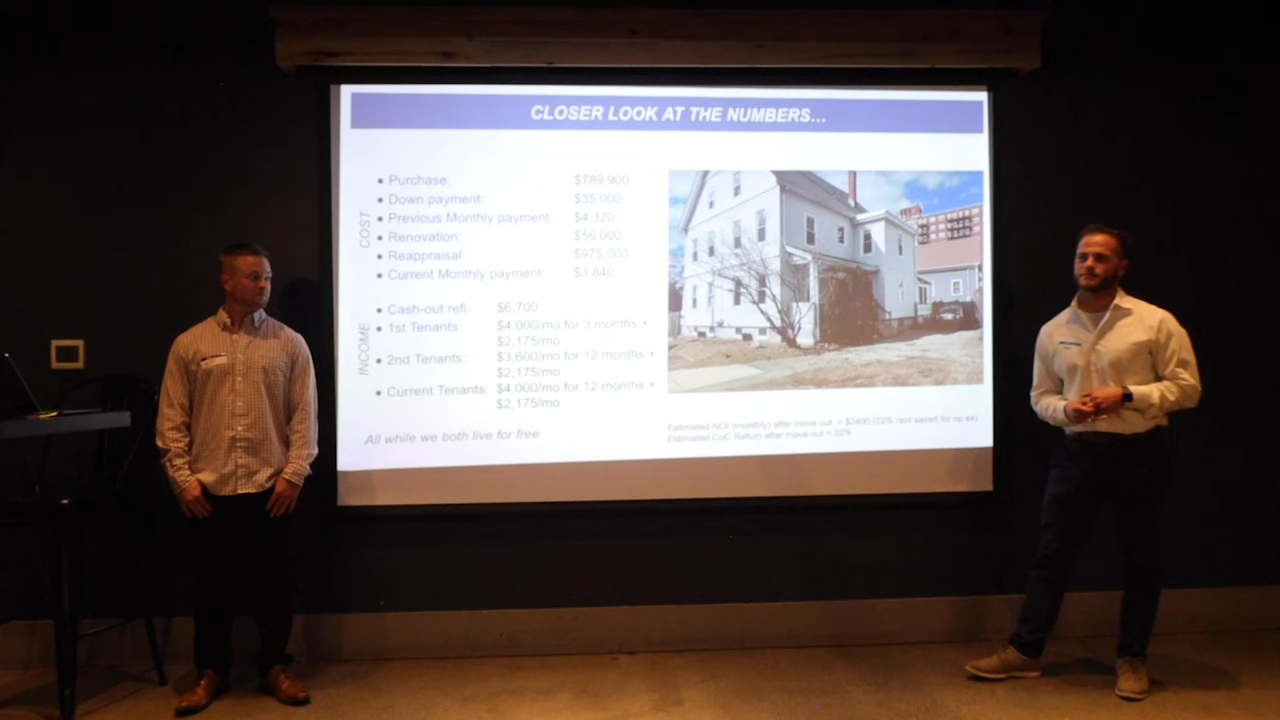 CLOSER LOOK AT THE NUMBERS...
COST
• Purchase: $789,900
• Down payment: $35,000
• Previous Monthly payment $4,320
• Renovation: $56,000
• Reappraisal: $975,000
• Current Monthly payment $3,840
INCOME
• Cash-out refi: $6,700
• 1st Tenants: $4,000/mo for 3 months +
$2,175/mo
• 2nd Tenants: $3,600/mo for 12 months +
$2,175/mo
• Current Tenants: $4,000/mo for 12 months +
$2,175/mo
All while we both live for free
Estimated NOI (monthly) after move out = $2400 (22% rent saved for op ex)
Estimated CoC Return after move out = 32%